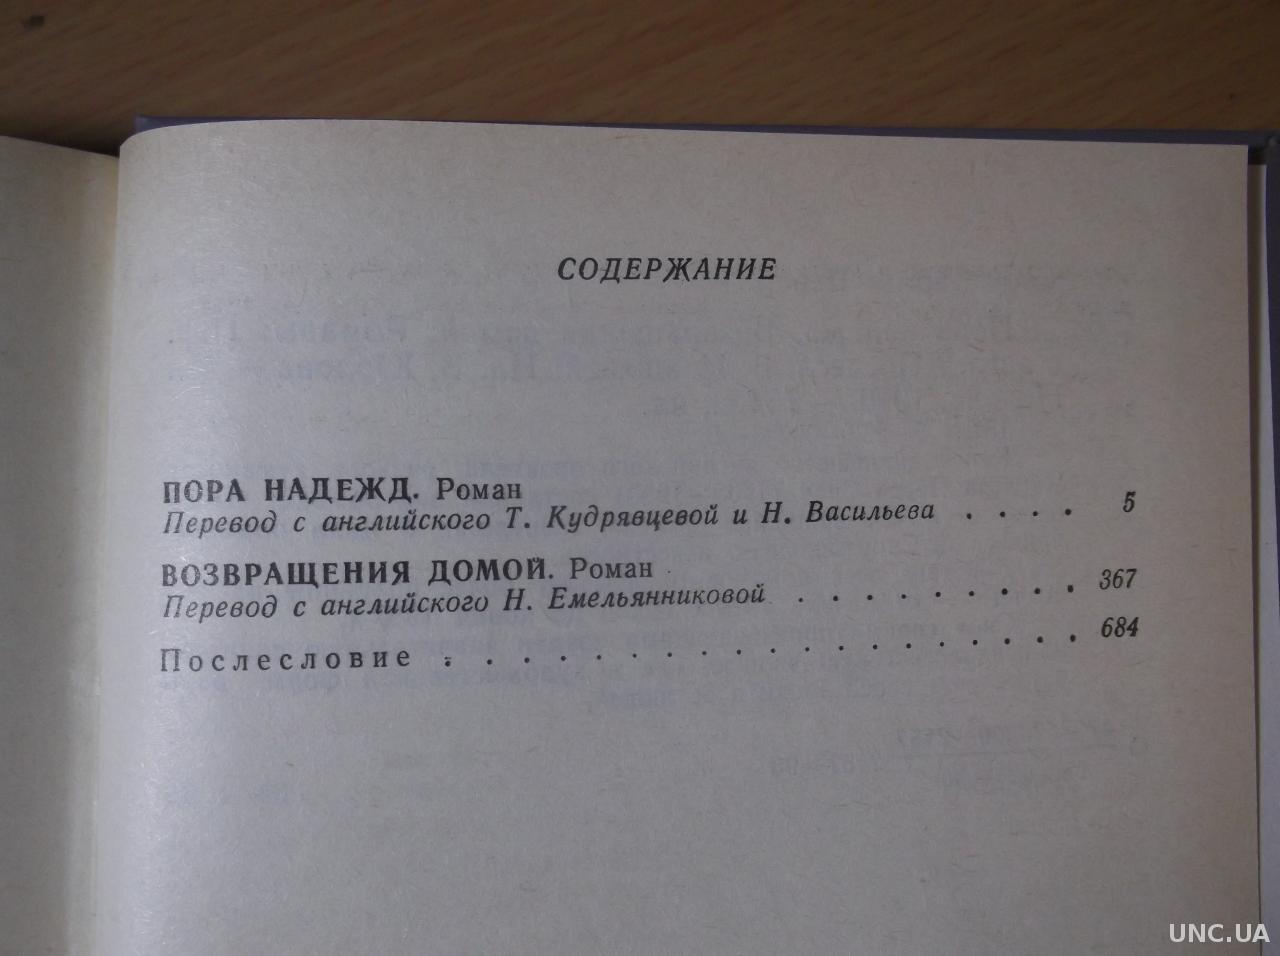 СОДЕРЖАНИЕ
ПОРА НАДЕЖД. Роман
Перевод с английского Т. Кудрявцевой и Н. Васильева . . . . 5
ВОЗВРАЩЕНИЯ ДОМОЙ. Роман
Перевод с английского Н. Емельянниковой . . . . . . . . . 367
Послесловие . . . . . . . . . . . . . . . . . 684
UNC.UA